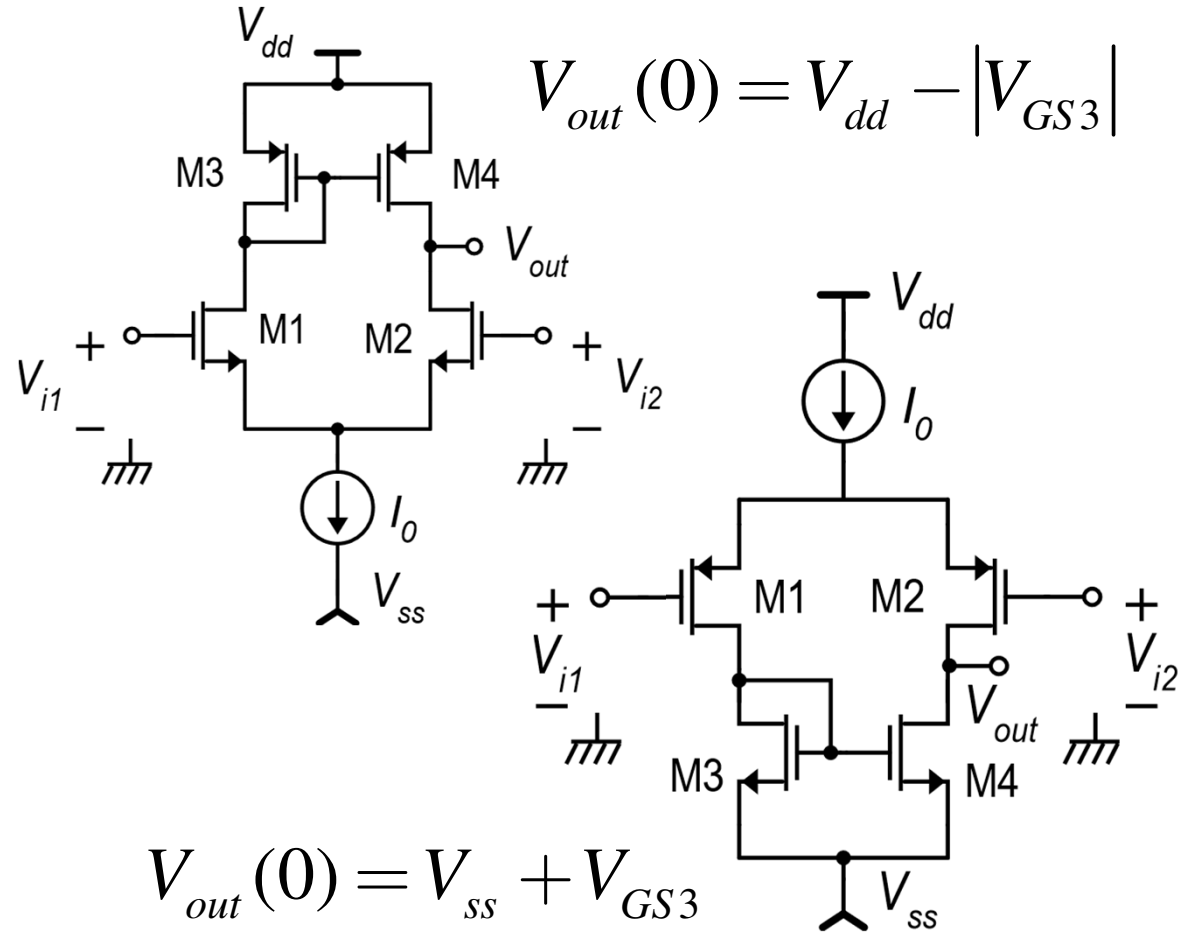 V_dd
V_out (0) = V_dd − |V_GS3|
M3
M4
V_out
M1
M2
+
V_i1
−
+
V_i2
−
I_0
V_ss
V_dd
I_0
M1
M2
+
V_i1
−
+
V_i2
−
V_out
M3
M4
V_out (0) = V_ss + V_GS3
V_ss